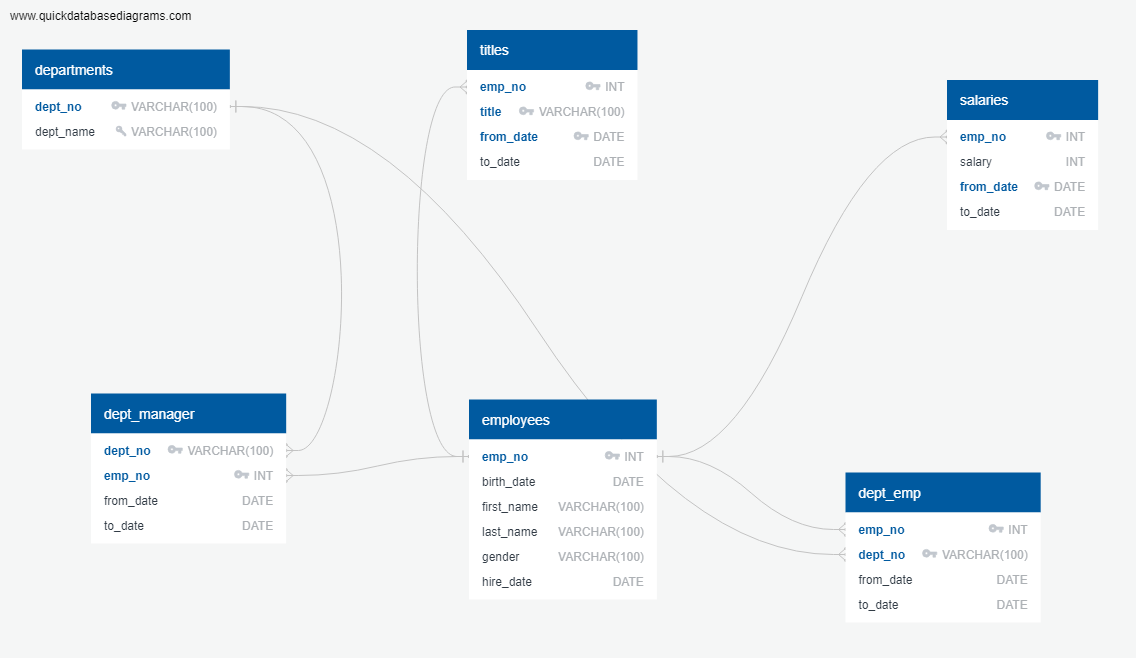 www.quickdatabasediagrams.com
departments
dept_no VARCHAR(100)
dept_name VARCHAR(100)
titles
emp_no INT
title VARCHAR(100)
from_date DATE
to_date DATE
salaries
emp_no INT
salary INT
from_date DATE
to_date DATE
dept_manager
dept_no VARCHAR(100)
emp_no INT
from_date DATE
to_date DATE
employees
emp_no INT
birth_date DATE
first_name VARCHAR(100)
last_name VARCHAR(100)
gender VARCHAR(100)
hire_date DATE
dept_emp
emp_no INT
dept_no VARCHAR(100)
from_date DATE
to_date DATE